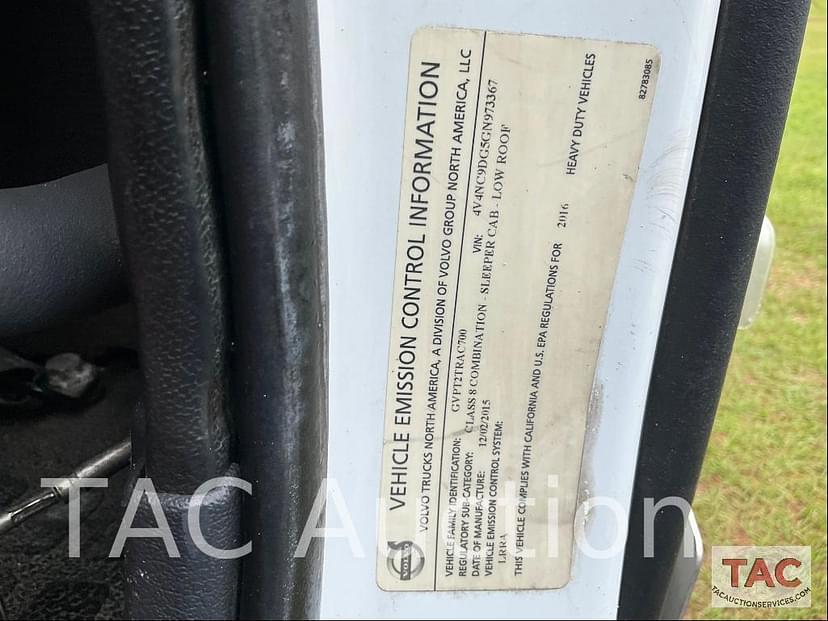 VEHICLE EMISSION CONTROL INFORMATION
VOLVO TRUCKS NORTH AMERICA, A DIVISION OF VOLVO GROUP NORTH AMERICA, LLC
VEHICLE FAMILY IDENTIFICATION: GVPT2TRAC700 VIN: 4V4NC9DG5GN973367
REGULATORY SUB-CATEGORY: CLASS 8 COMBINATION - SLEEPER CAB - LOW ROOF
DATE OF MANUFACTURE: 12/02/2015
VEHICLE EMISSION CONTROL SYSTEM:
LRRA
THIS VEHICLE COMPLIES WITH CALIFORNIA AND U.S. EPA REGULATIONS FOR 2016 HEAVY DUTY VEHICLES
82783085
VOLVO
TAC Auction
TAC
TACAUCTIONSERVICES.COM